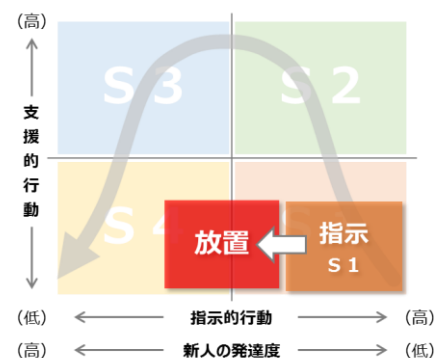 （高）
支援的行動
（低）
S 3
S 2
S 4
放置
指示
S 1
（低）
指示的行動
（高）
（高）
新人の発達度
（低）